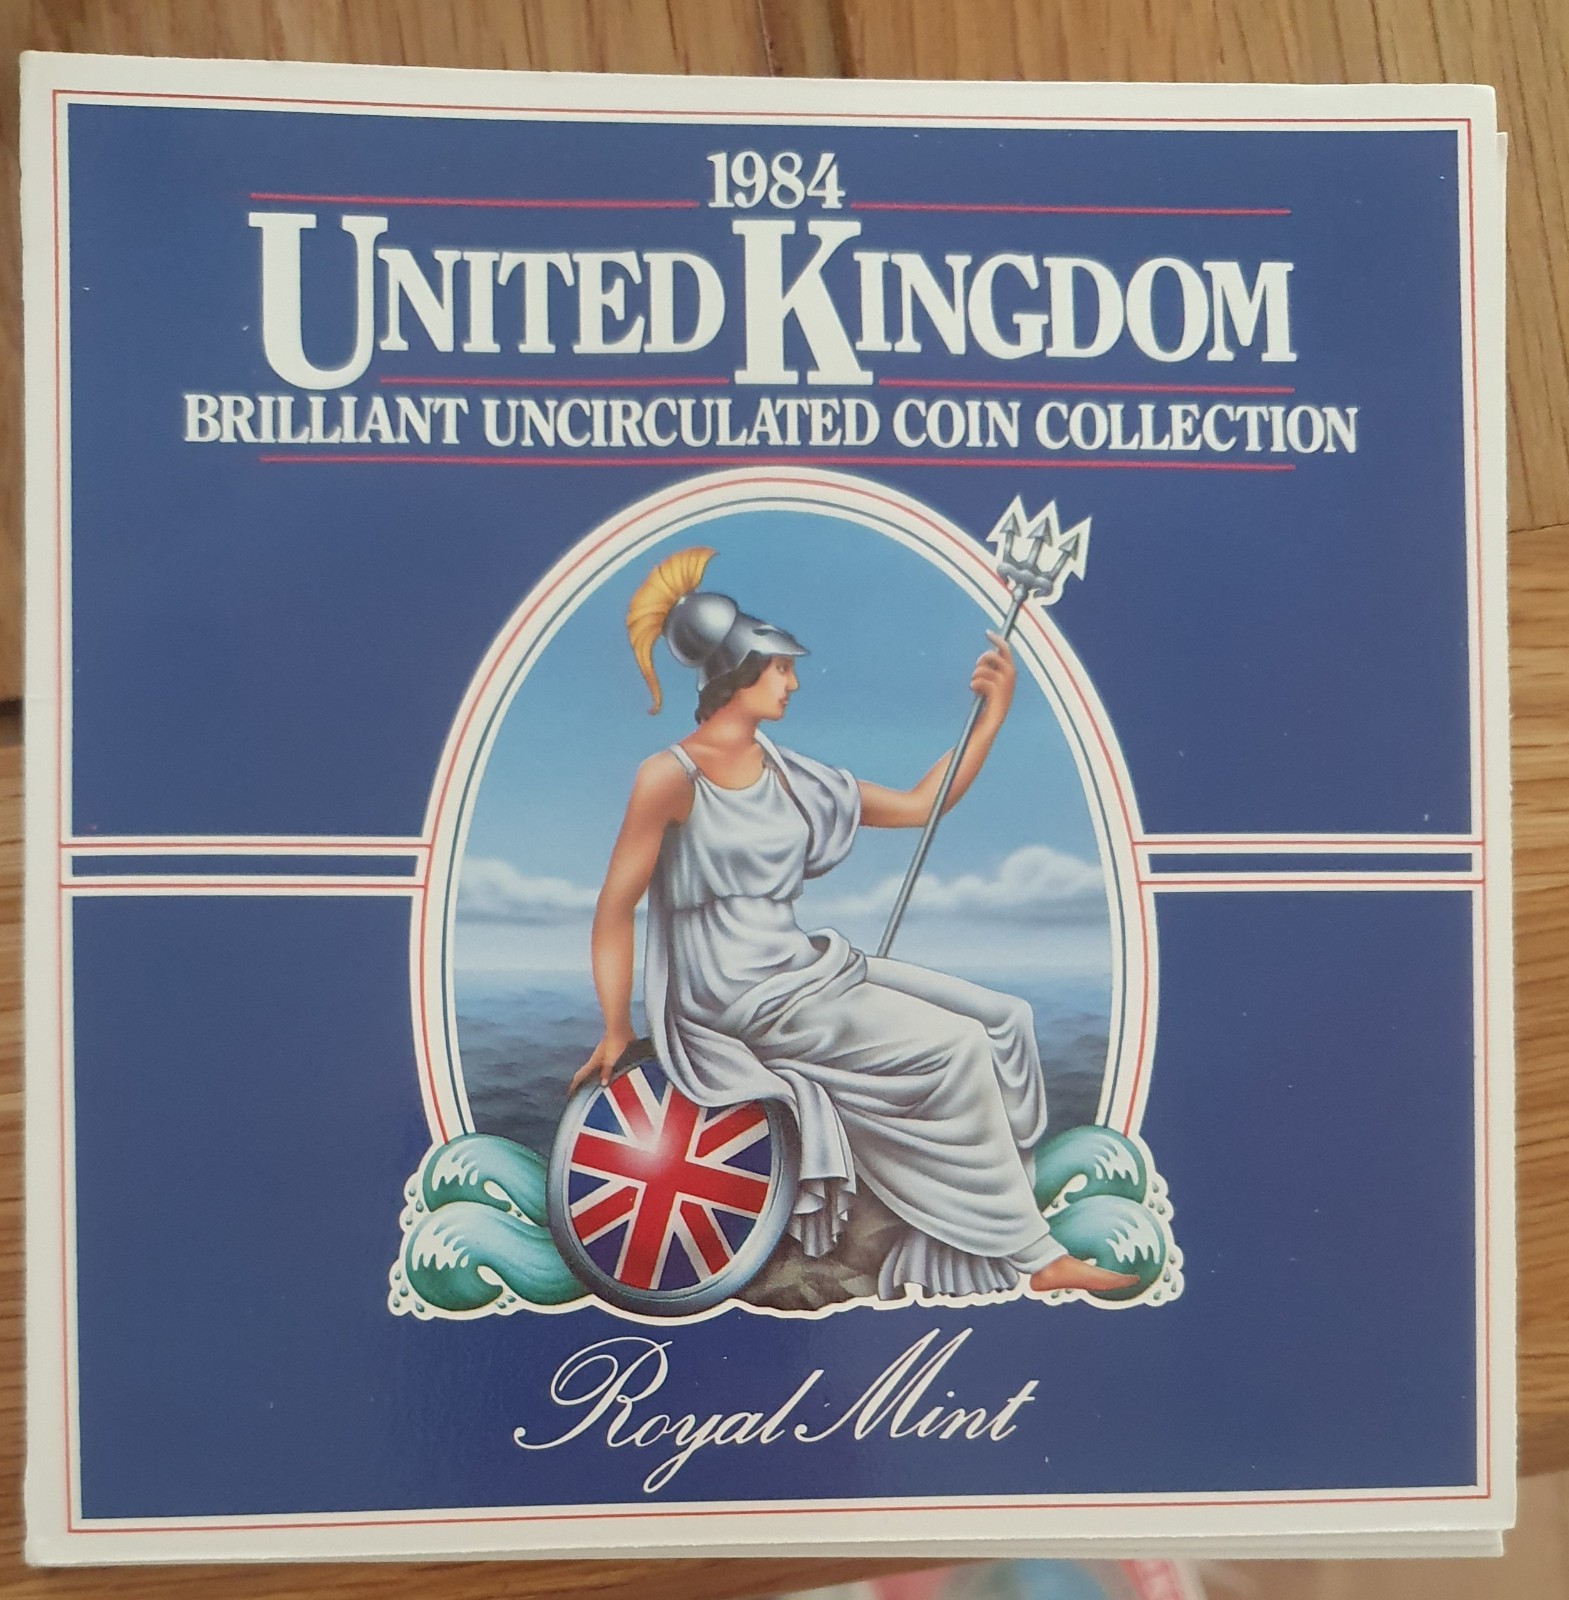 1984
UNITED KINGDOM
BRILLIANT UNCIRCULATED COIN COLLECTION
Royal Mint